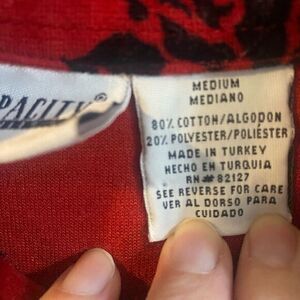 PACITY®
MEDIUM
MEDIANO
80% COTTON/ALGODON
20% POLYESTER/POLIÉSTER
MADE IN TURKEY
HECHO EN TURQUIA
RN# 82127
SEE REVERSE FOR CARE
VER AL DORSO PARA
CUIDADO